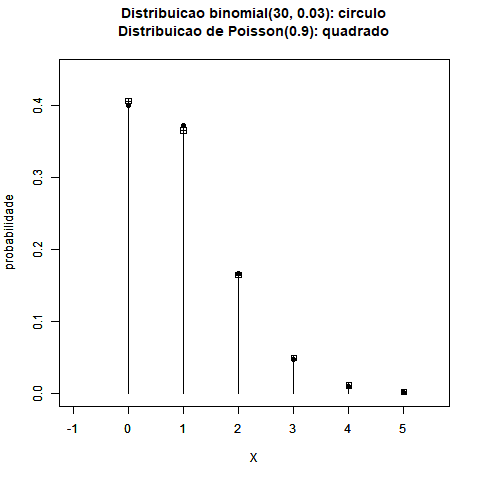 Distribuicao binomial(30, 0.03): circulo
Distribuicao de Poisson(0.9): quadrado
probabilidade
0.4
0.3
0.2
0.1
0.0
-1 0 1 2 3 4 5
X